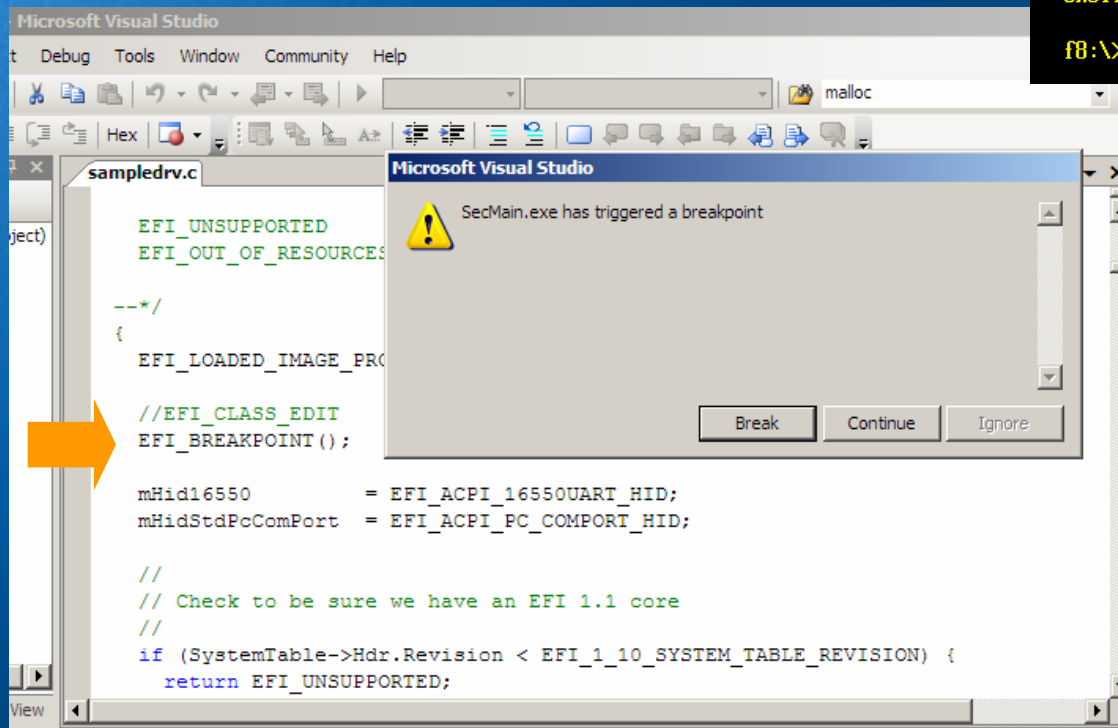 Microsoft Visual Studio
Debug Tools Window Community Help
f8:\
malloc
Hex
sampledrv.c
Microsoft Visual Studio
SecMain.exe has triggered a breakpoint
Break Continue Ignore
EFI_UNSUPPORTED
EFI_OUT_OF_RESOURCES
--*/
{
EFI_LOADED_IMAGE_PRO
//EFI_CLASS_EDIT
EFI_BREAKPOINT();
mHid16550 = EFI_ACPI_16550UART_HID;
mHidStdPcComPort = EFI_ACPI_PC_COMPORT_HID;
//
// Check to be sure we have an EFI 1.1 core
//
if (SystemTable->Hdr.Revision < EFI_1_10_SYSTEM_TABLE_REVISION) {
return EFI_UNSUPPORTED;
ject)
View